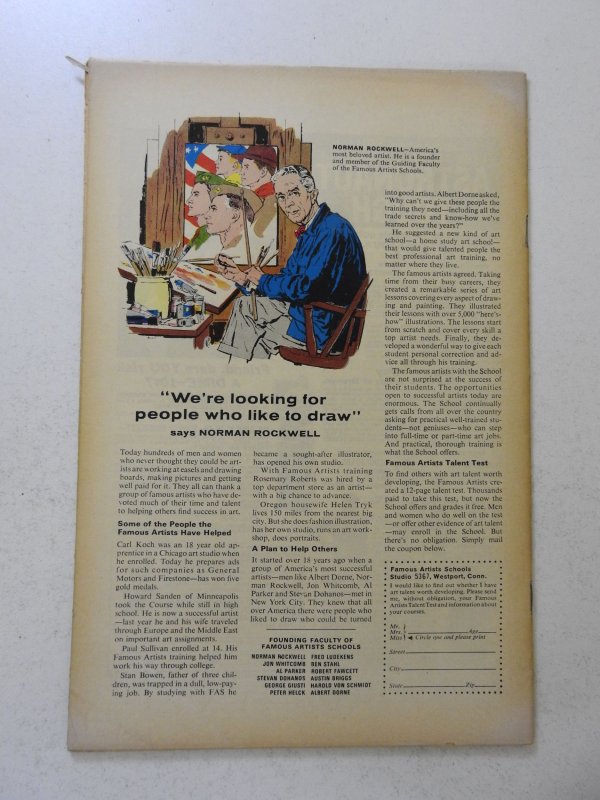 NORMAN ROCKWELL—America's
most beloved artist. He is a founder
and member of the Guiding Faculty
of the Famous Artists Schools.
"We're looking for
people who like to draw"
says NORMAN ROCKWELL
Today hundreds of men and women
who never thought they could be art-
ists are working at easels and drawing
boards, making pictures and getting
well paid for it. They all can thank a
group of famous artists who have de-
voted much of their time and talent
to helping others find success in art.
Some of the People the
Famous Artists Have Helped
Carl Koch was an 18 year old ap-
prentice in a Chicago art studio when
he enrolled. Today he prepares ads
for such companies as General
Motors and Firestone—has won five
gold medals.
Howard Sanden of Minneapolis
took the Course while still in high
school. He is now a successful artist
—last year he and his wife traveled
through Europe and the Middle East
on important art assignments.
Paul Sullivan enrolled at 14. His
Famous Artists training helped him
work his way through college.
Stan Bowen, father of three chil-
dren, was trapped in a dull, low-pay-
ing job. By studying with FAS he
became a sought-after illustrator,
has opened his own studio.
With Famous Artists training
Rosemary Roberts was hired by a
top department store as an artist—
with a big chance to advance.
Oregon housewife Helen Tryk
lives 150 miles from the nearest big
city. But she does fashion illustration,
has her own studio, runs an art work-
shop, does portraits.
A Plan to Help Others
It started over 18 years ago when a
group of America's most successful
artists—men like Albert Dorne, Nor-
man Rockwell, Jon Whitcomb, Al
Parker and Stevan Dohanos—met in
New York City. They knew that all
over America there were people who
liked to draw who could be turned
FOUNDING FACULTY OF
FAMOUS ARTISTS SCHOOLS
NORMAN ROCKWELL FRED LUDEKENS
JON WHITCOMB BEN STAHL
AL PARKER ROBERT FAWCETT
STEVAN DOHANOS AUSTIN BRIGGS
GEORGE GIUSTI HAROLD VON SCHMIDT
PETER HELCK ALBERT DORNE
into good artists. Albert Dorne asked,
"Why can't we give these people the
training they need—including all the
trade secrets and know-how we've
learned over the years?"
He suggested a new kind of art
school—a home study art school—
that would give talented people the
best professional art training, no
matter where they live.
The famous artists agreed. Taking
time from their busy careers, they
created a remarkable series of art
lessons covering every aspect of draw-
ing and painting. They illustrated
their lessons with over 5,000 "here's-
how" illustrations. The lessons start
from scratch and cover every skill a
top artist needs. Finally, they de-
veloped a wonderful way to give each
student personal correction and ad-
vice all through his training.
The famous artists with the School
are not surprised at the success of
their students. The opportunities
open to successful artists today are
enormous. The School continually
gets calls from all over the country
asking for practical well-trained stu-
dents—not geniuses—who can step
into full-time or part-time art jobs.
And practical, thorough training is
what the School offers.
Famous Artists Talent Test
To find others with art talent worth
developing, the Famous Artists cre-
ated a 12-page talent test. Thousands
paid to take this test, but now the
School offers and grades it free. Men
and women who do well on the test
—or offer other evidence of art talent
—may enroll in the School. But
there's no obligation. Simply mail
the coupon below.
Famous Artists Schools
Studio 5367, Westport, Conn.
I would like to find out whether I have
art talent worth developing. Please send
me, without obligation, your Famous
Artists Talent Test and information about
your courses.
Mr.
Mrs. Age
Miss Circle one and please print
Street
City
State Zip